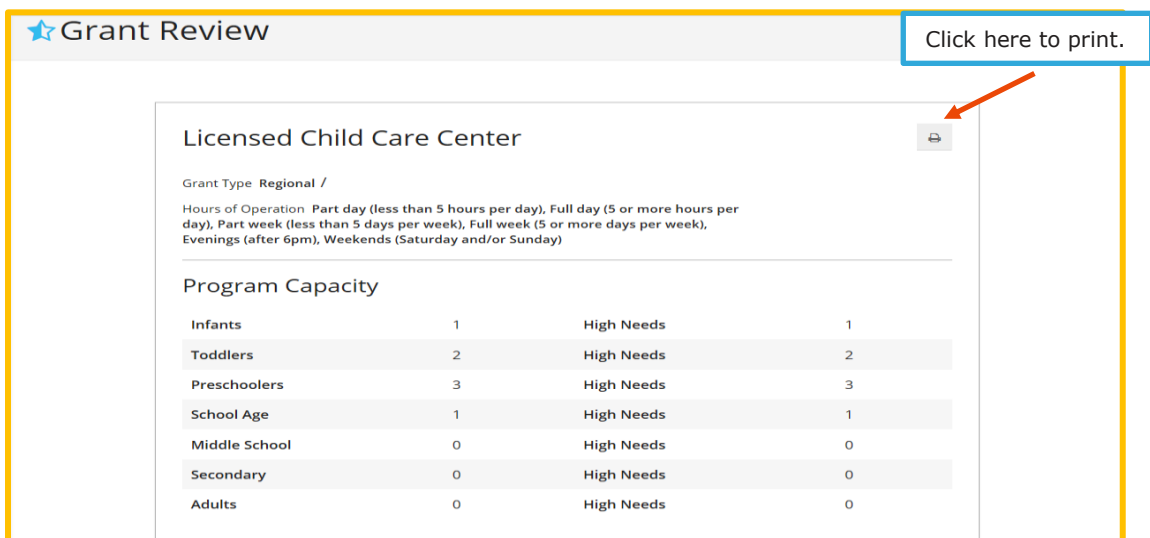 Grant Review
Click here to print.
Licensed Child Care Center
Grant Type Regional /
Hours of Operation Part day (less than 5 hours per day), Full day (5 or more hours per
day), Part week (less than 5 days per week), Full week (5 or more days per week),
Evenings (after 6pm), Weekends (Saturday and/or Sunday)
Program Capacity
Infants 1 High Needs 1
Toddlers 2 High Needs 2
Preschoolers 3 High Needs 3
School Age 1 High Needs 1
Middle School 0 High Needs 0
Secondary 0 High Needs 0
Adults 0 High Needs 0